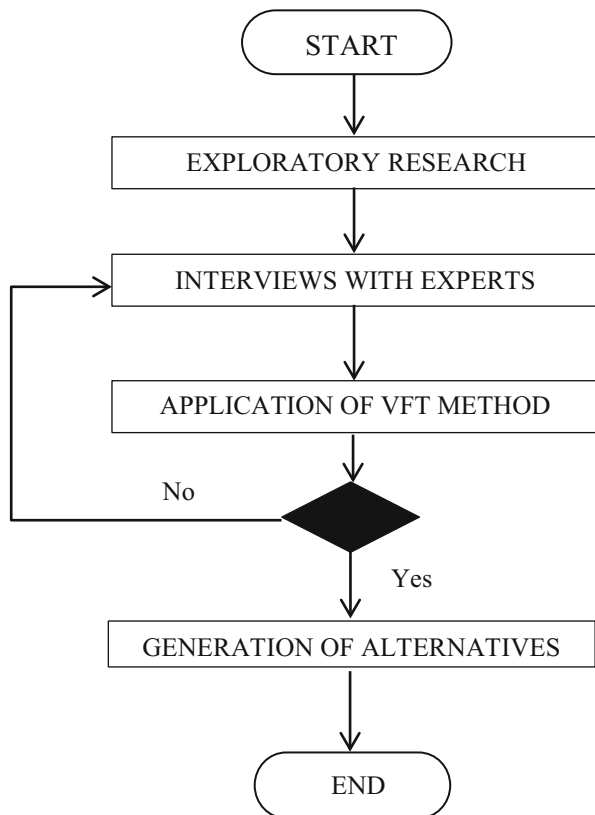 START
EXPLORATORY RESEARCH
INTERVIEWS WITH EXPERTS
APPLICATION OF VFT METHOD
No
Yes
GENERATION OF ALTERNATIVES
END